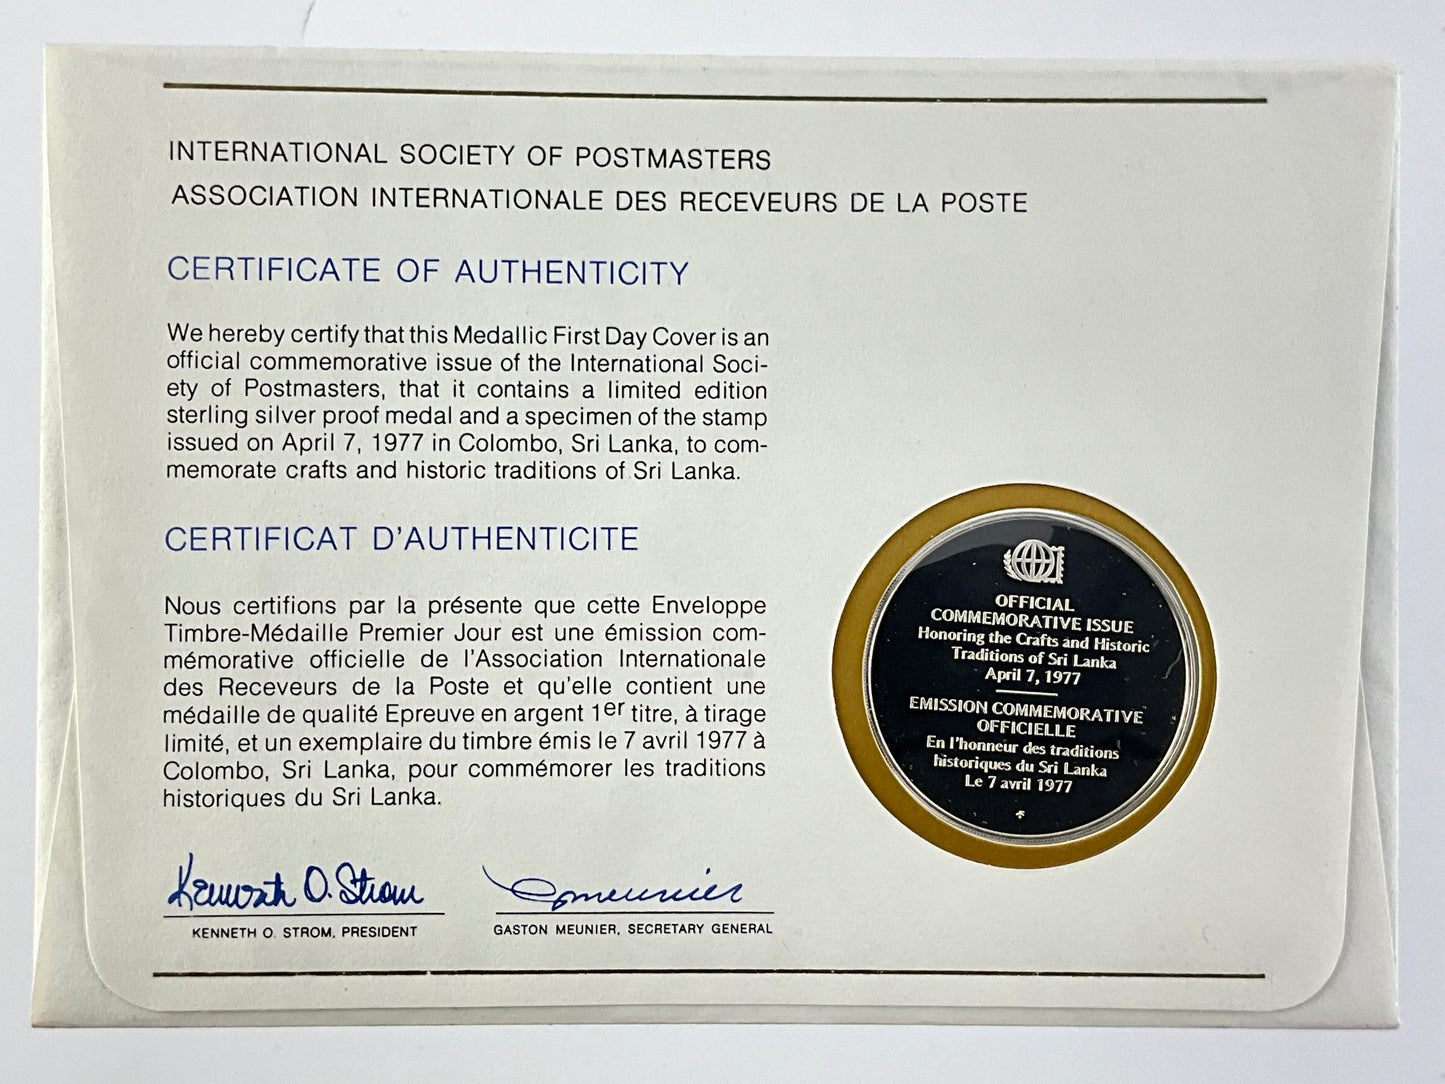 INTERNATIONAL SOCIETY OF POSTMASTERS
ASSOCIATION INTERNATIONALE DES RECEVEURS DE LA POSTE
CERTIFICATE OF AUTHENTICITY
We hereby certify that this Medallic First Day Cover is an
official commemorative issue of the International Soci-
ety of Postmasters, that it contains a limited edition
sterling silver proof medal and a specimen of the stamp
issued on April 7, 1977 in Colombo, Sri Lanka, to com-
memorate crafts and historic traditions of Sri Lanka.
CERTIFICAT D'AUTHENTICITE
Nous certifions par la présente que cette Enveloppe
Timbre-Médaille Premier Jour est une émission com-
mémorative officielle de l'Association Internationale
des Receveurs de la Poste et qu'elle contient une
médaille de qualité Epreuve en argent 1er titre, à tirage
limité, et un exemplaire du timbre émis le 7 avril 1977 à
Colombo, Sri Lanka, pour commémorer les traditions
historiques du Sri Lanka.
Kenneth O. Strom
G Meunier
KENNETH O. STROM, PRESIDENT
GASTON MEUNIER, SECRETARY GENERAL
OFFICIAL
COMMEMORATIVE ISSUE
Honoring the Crafts and Historic
Traditions of Sri Lanka
April 7, 1977
EMISSION COMMEMORATIVE
OFFICIELLE
En l'honneur des traditions
historiques du Sri Lanka
Le 7 avril 1977